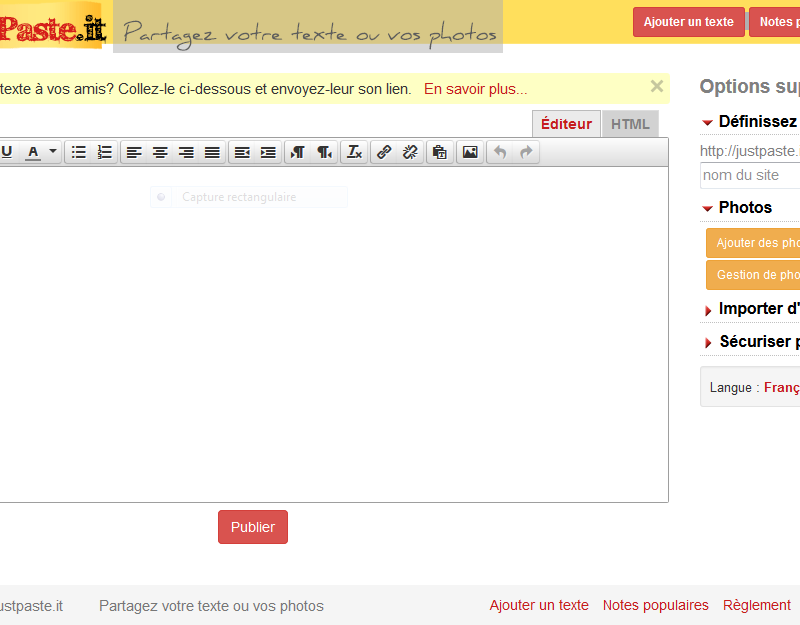 Paste.it
Partagez votre texte ou vos photos
Ajouter un texte
Notes p
texte à vos amis? Collez-le ci-dessous et envoyez-leur son lien. En savoir plus...
Options sup
Éditeur
HTML
Définissez
http://justpaste.i
nom du site
Capture rectangulaire
Photos
Ajouter des pho
Gestion de pho
Importer d'
Sécuriser p
Langue : Franç
Publier
ustpaste.it
Partagez votre texte ou vos photos
Ajouter un texte
Notes populaires
Règlement